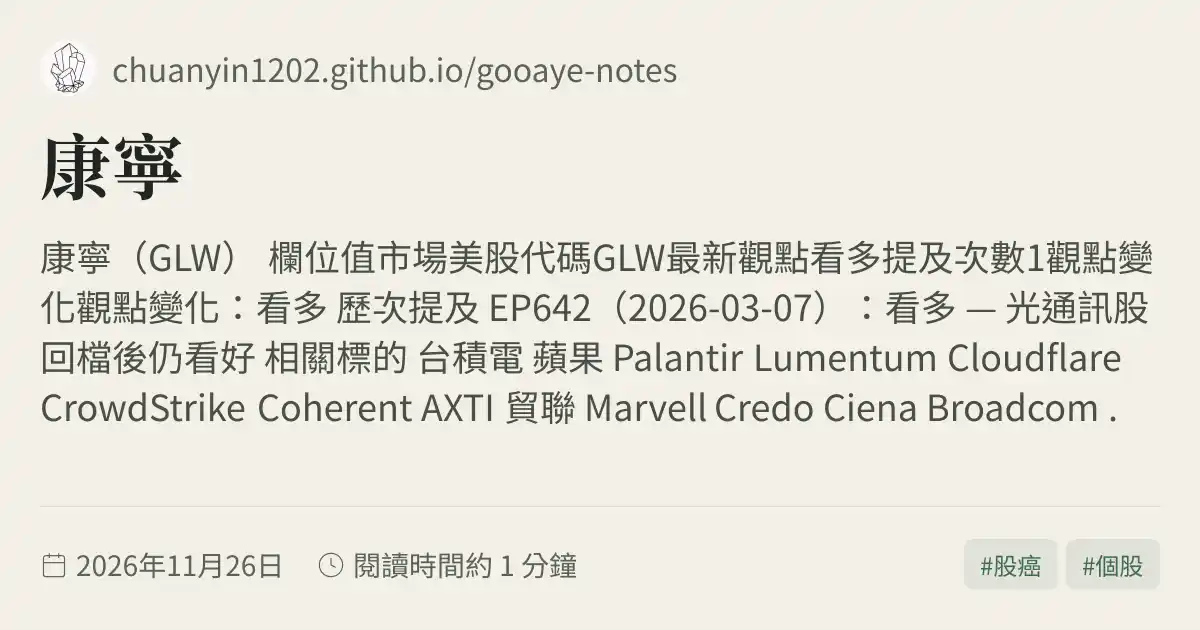 chuanyin1202.github.io/gooaye-notes
康寧
康寧（GLW） 欄位值市場美股代碼GLW最新觀點看多提及次數1觀點變
化觀點變化：看多 歷次提及 EP642（2026-03-07）：看多 — 光通訊股
回檔後仍看好 相關標的 台積電 蘋果 Palantir Lumentum Cloudflare
CrowdStrike Coherent AXTI 貿聯 Marvell Credo Ciena Broadcom .
2026年11月26日 閱讀時間約 1 分鐘 #股癌 #個股